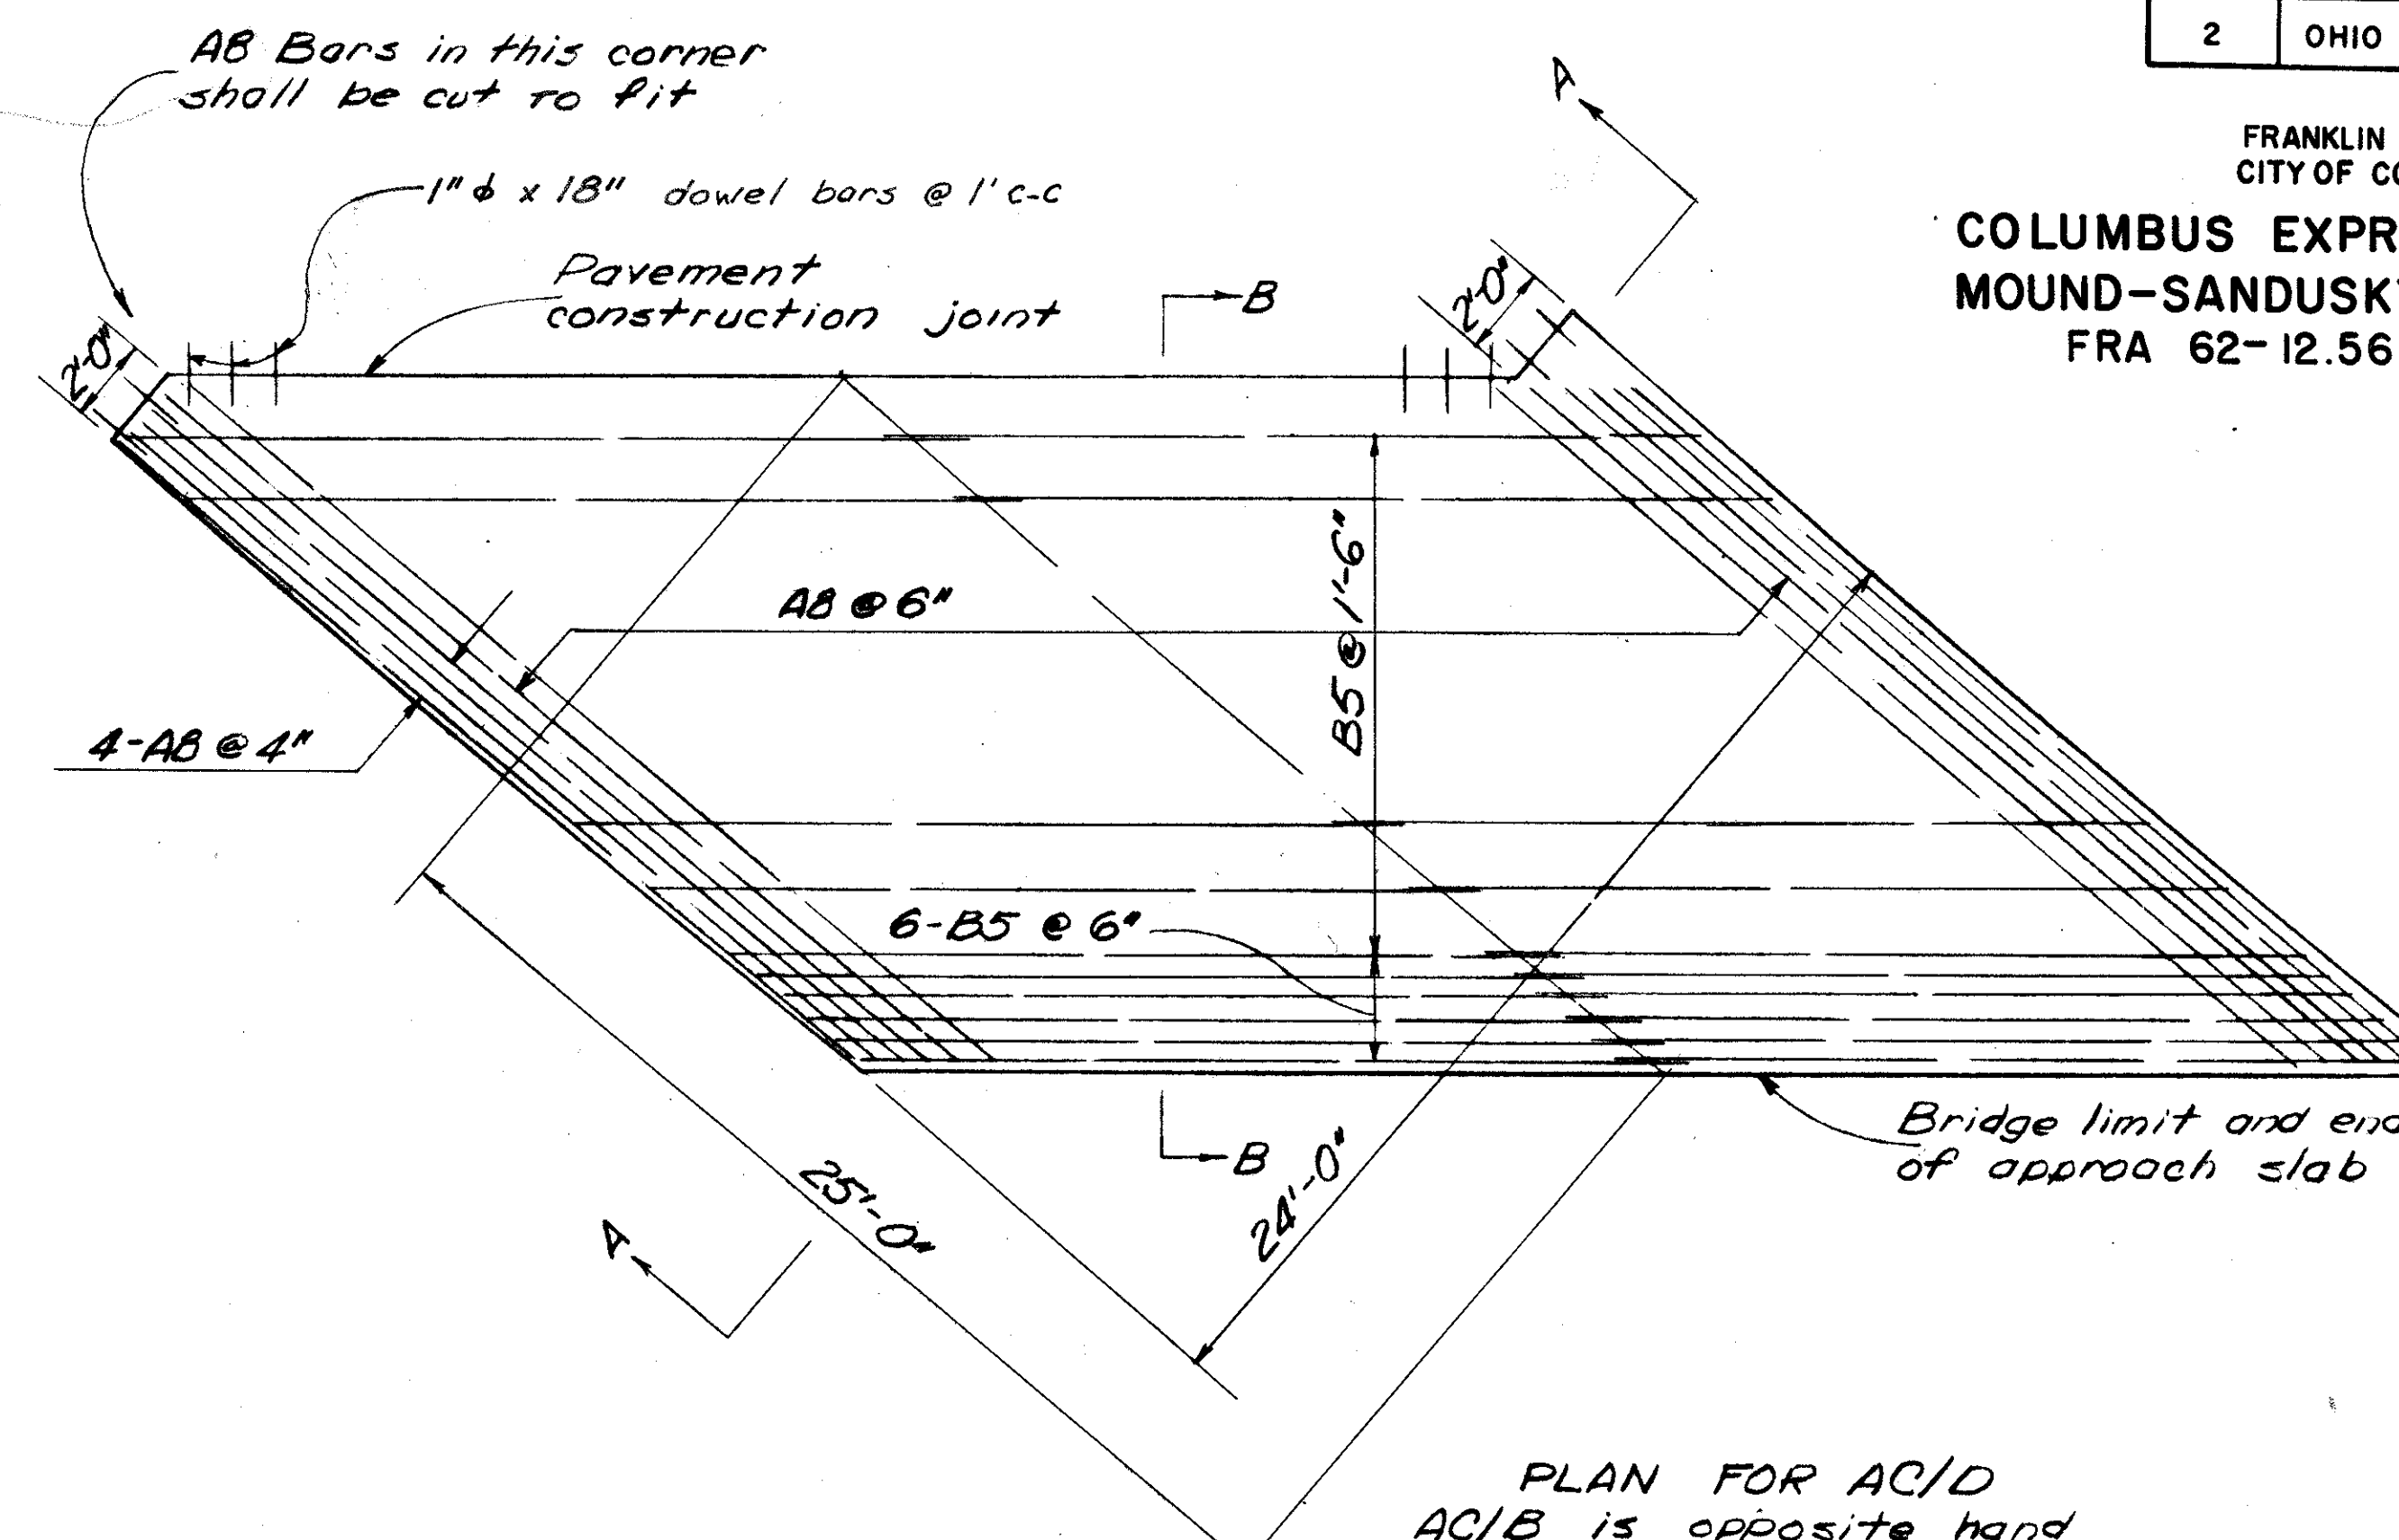 2 OHIO
A8 Bars in this corner
shall be cut TO fit
A
FRANKLIN
CITY OF CO
1" φ x 18" dowel bars @ 1' c-c
COLUMBUS EXPR
MOUND-SANDUSKY
FRA 62-12.56
Pavement
construction joint
B
2'-0"
2'-0"
A8 @ 6"
B5 @ 1'-6"
4-A8 @ 4"
6-B5 @ 6"
Bridge limit and end
of approach slab
B
24'-0"
25'-0"
A
PLAN FOR AC/D
AC/B is opposite hand